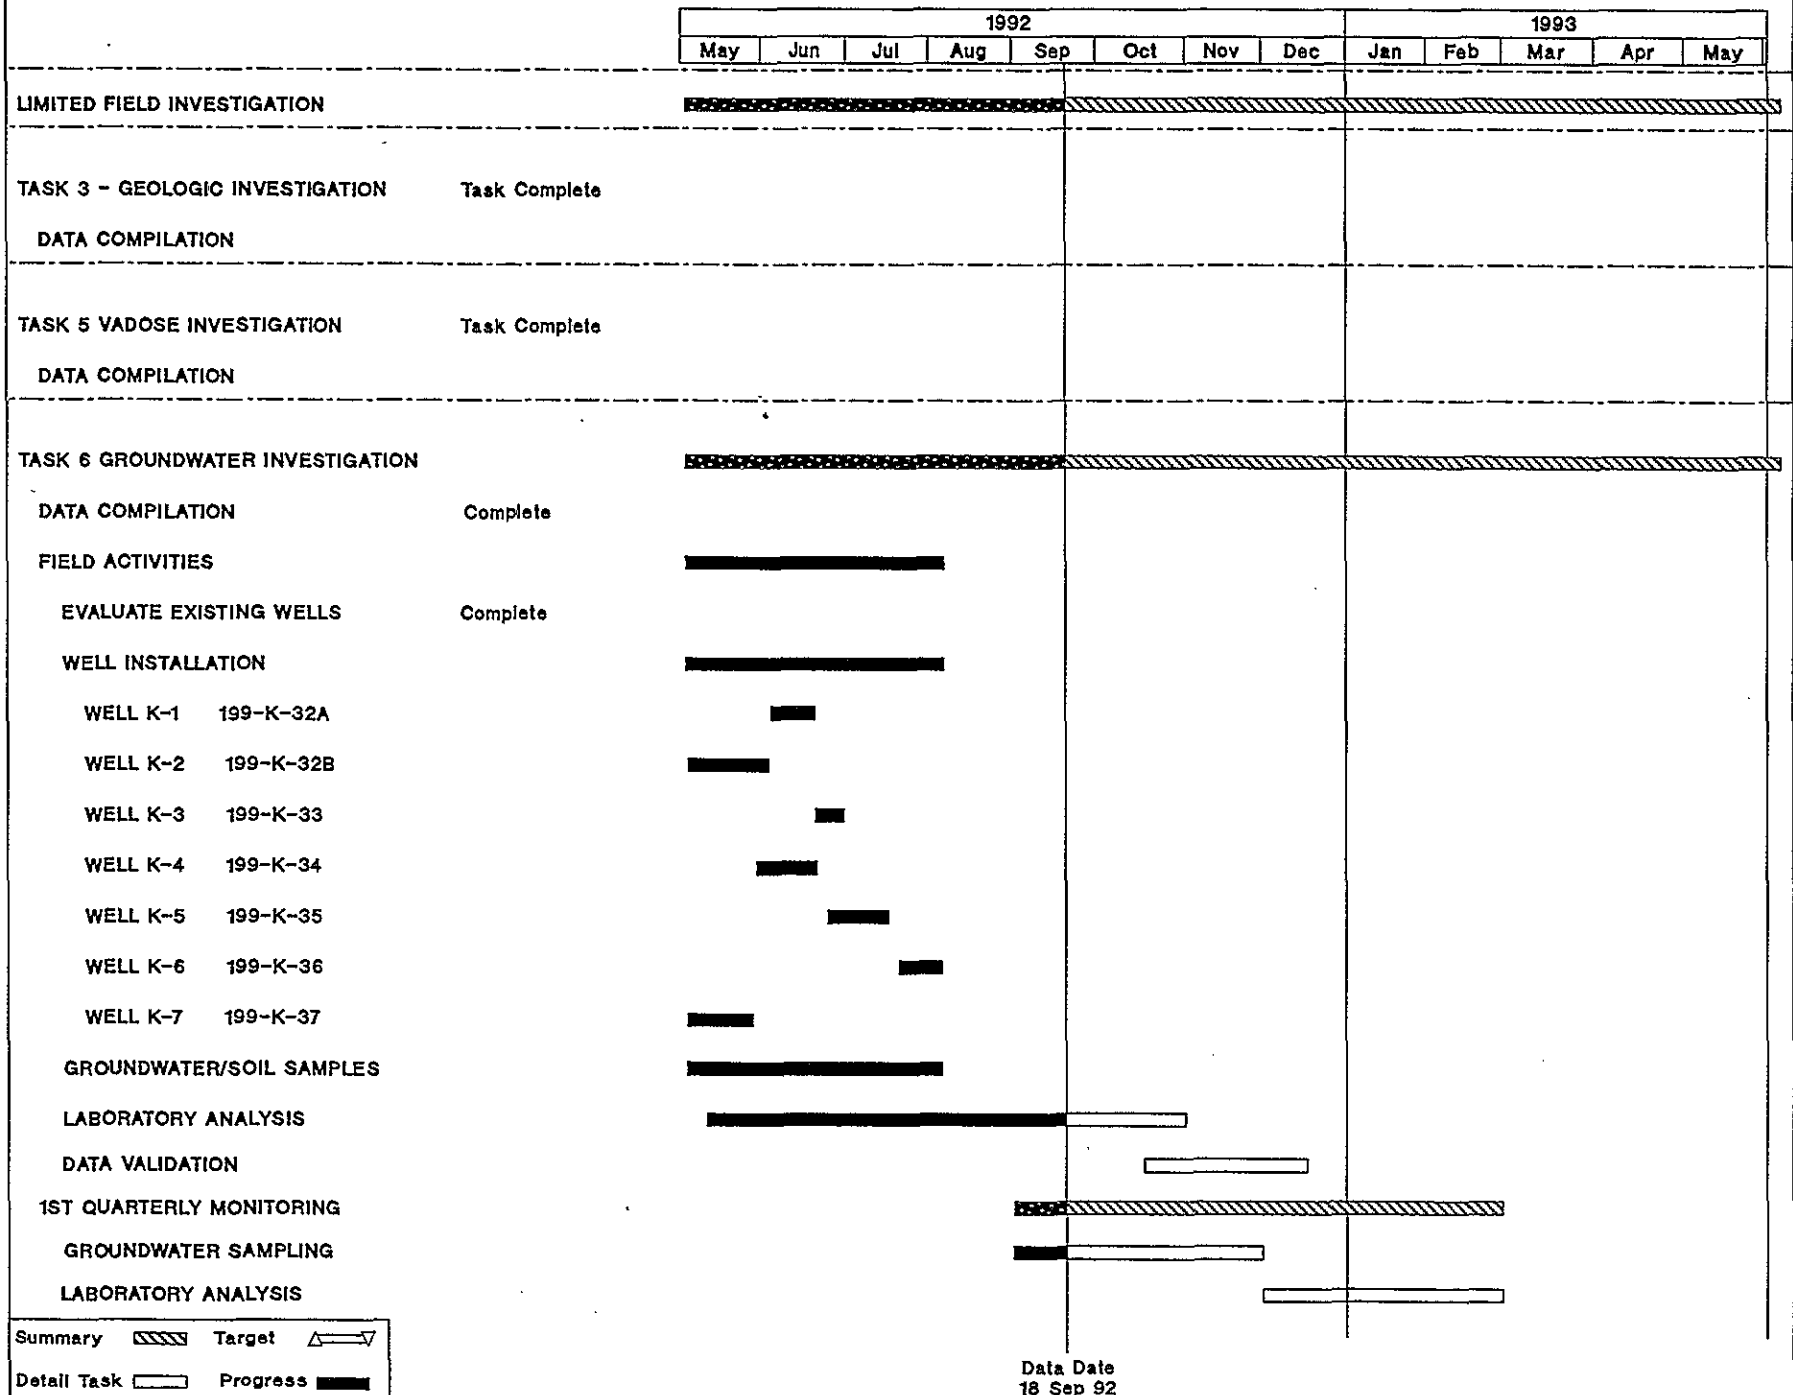 1992 1993
May Jun Jul Aug Sep Oct Nov Dec Jan Feb Mar Apr May
LIMITED FIELD INVESTIGATION
TASK 3 - GEOLOGIC INVESTIGATION Task Complete
DATA COMPILATION
TASK 5 VADOSE INVESTIGATION Task Complete
DATA COMPILATION
TASK 6 GROUNDWATER INVESTIGATION
DATA COMPILATION Complete
FIELD ACTIVITIES
EVALUATE EXISTING WELLS Complete
WELL INSTALLATION
WELL K-1 199-K-32A
WELL K-2 199-K-32B
WELL K-3 199-K-33
WELL K-4 199-K-34
WELL K-5 199-K-35
WELL K-6 199-K-36
WELL K-7 199-K-37
GROUNDWATER/SOIL SAMPLES
LABORATORY ANALYSIS
DATA VALIDATION
1ST QUARTERLY MONITORING
GROUNDWATER SAMPLING
LABORATORY ANALYSIS
Summary Target
Detail Task Progress
Data Date
18 Sep 92